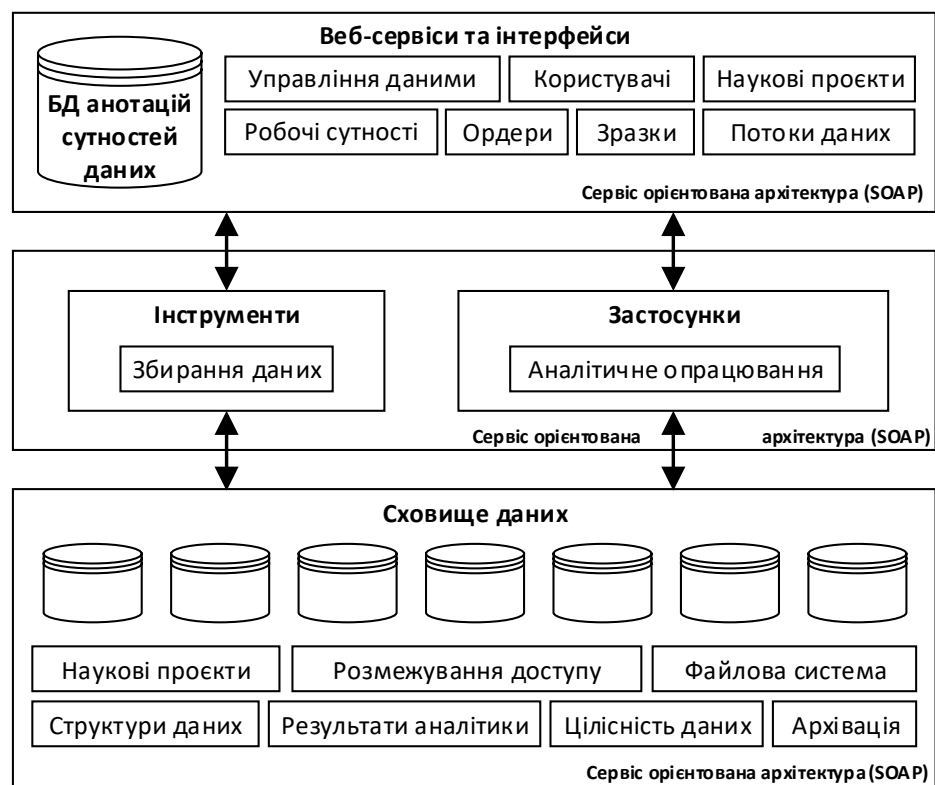 Веб-сервіси та інтерфейси
БД анотацій
сутностей
даних
Управління даними
Користувачі
Наукові проєкти
Робочі сутності
Ордери
Зразки
Потоки даних
Сервіс орієнтована архітектура (SOAP)
Інструменти
Збирання даних
Застосунки
Аналітичне опрацювання
Сервіс орієнтована архітектура (SOAP)
Сховище даних
Наукові проєкти
Розмежування доступу
Файлова система
Структури даних
Результати аналітики
Цілісність даних
Архівація
Сервіс орієнтована архітектура (SOAP)